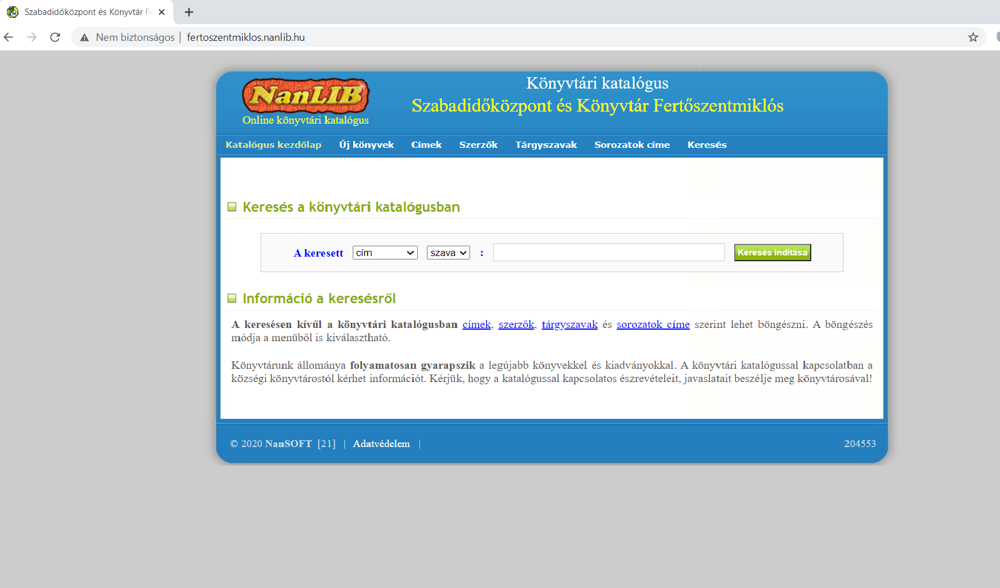 Szabadidőközpont és Könyvtár Fe
Nem biztonságos | fertoszentmiklos.nanlib.hu
NanLIB
Online könyvtári katalógus
Könyvtári katalógus
Szabadidőközpont és Könyvtár Fertőszentmiklós
Katalógus kezdőlap Új könyvek Címek Szerzők Tárgyszavak Sorozatok címe Keresés
Keresés a könyvtári katalógusban
A keresett cím szava : Keresés indítása
Információ a keresésről
A keresésen kívűl a könyvtári katalógusban címek, szerzők, tárgyszavak és sorozatok címe szerint lehet böngészni. A böngészés
módja a menüből is kiválasztható.
Könyvtárunk állománya folyamatosan gyarapszik a legújabb könyvekkel és kiadványokkal. A könyvtári katalógussal kapcsolatban a
községi könyvtárostól kérhet információt. Kérjük, hogy a katalógussal kapcsolatos észrevételeit, javaslatait beszélje meg könyvtárosával!
© 2020 NanSOFT [21] | Adatvédelem | 204553